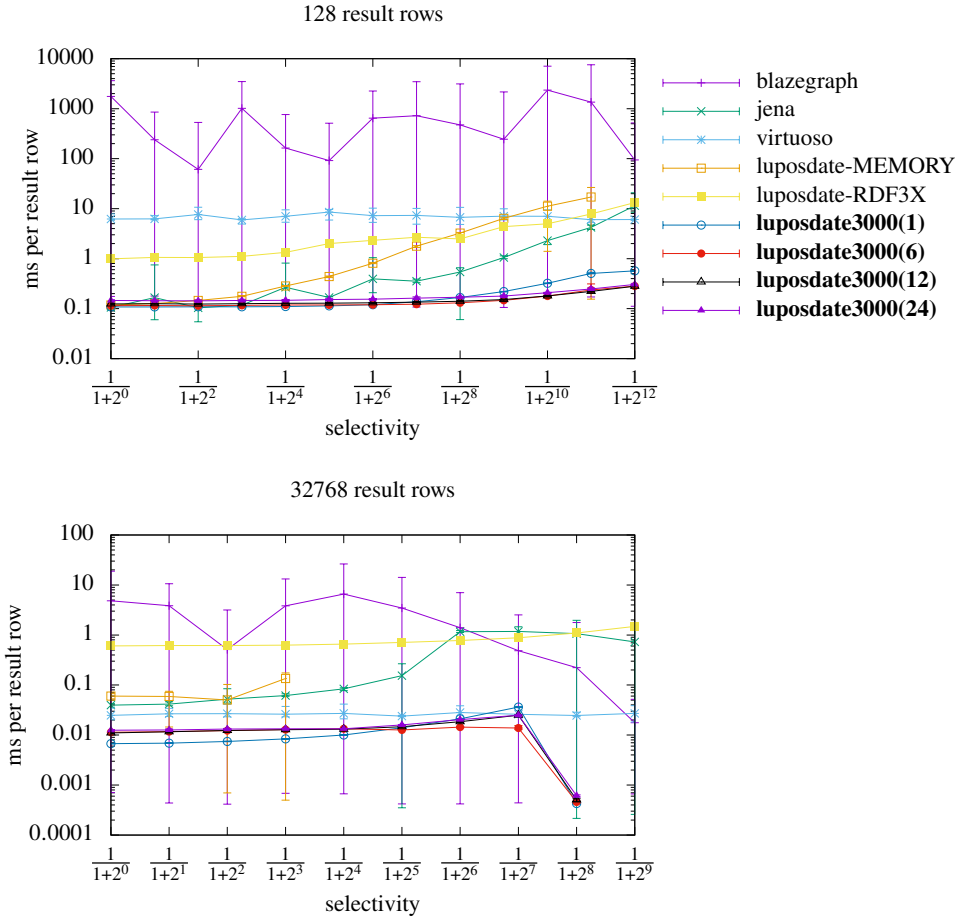 128 result rows
10000
1000
100
10
1
0.1
0.01
ms per result row
1/1+2^0
1/1+2^2
1/1+2^4
1/1+2^6
1/1+2^8
1/1+2^10
1/1+2^12
selectivity
blazegraph
jena
virtuoso
luposdate-MEMORY
luposdate-RDF3X
luposdate3000(1)
luposdate3000(6)
luposdate3000(12)
luposdate3000(24)
32768 result rows
100
10
1
0.1
0.01
0.001
0.0001
ms per result row
1/1+2^0
1/1+2^1
1/1+2^2
1/1+2^3
1/1+2^4
1/1+2^5
1/1+2^6
1/1+2^7
1/1+2^8
1/1+2^9
selectivity